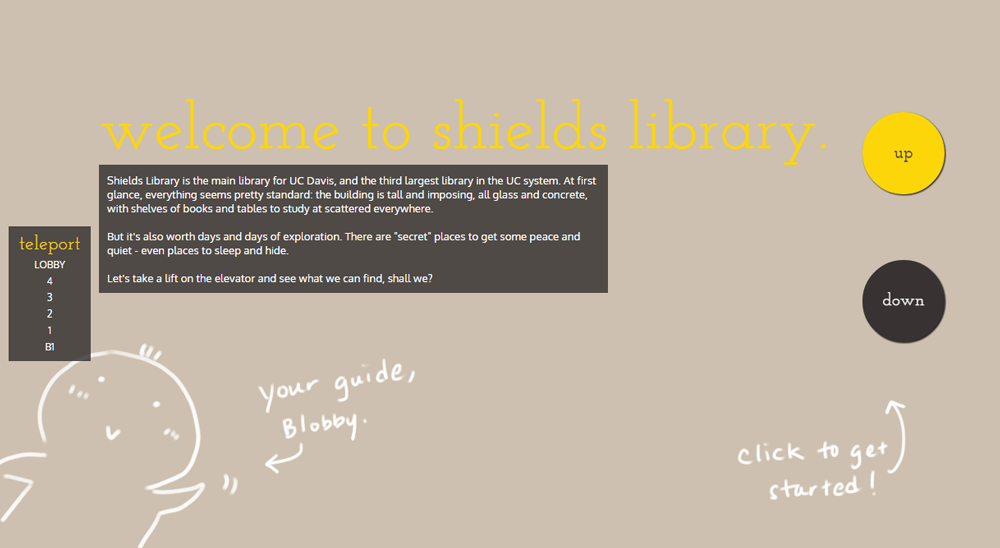 welcome to shields library.
Shields Library is the main library for UC Davis, and the third largest library in the UC system. At first
glance, everything seems pretty standard: the building is tall and imposing, all glass and concrete,
with shelves of books and tables to study at scattered everywhere.
But it's also worth days and days of exploration. There are "secret" places to get some peace and
quiet - even places to sleep and hide.
Let's take a lift on the elevator and see what we can find, shall we?
up
down
teleport
LOBBY
4
3
2
1
B1
your guide,
Blobby.
click to get
started!